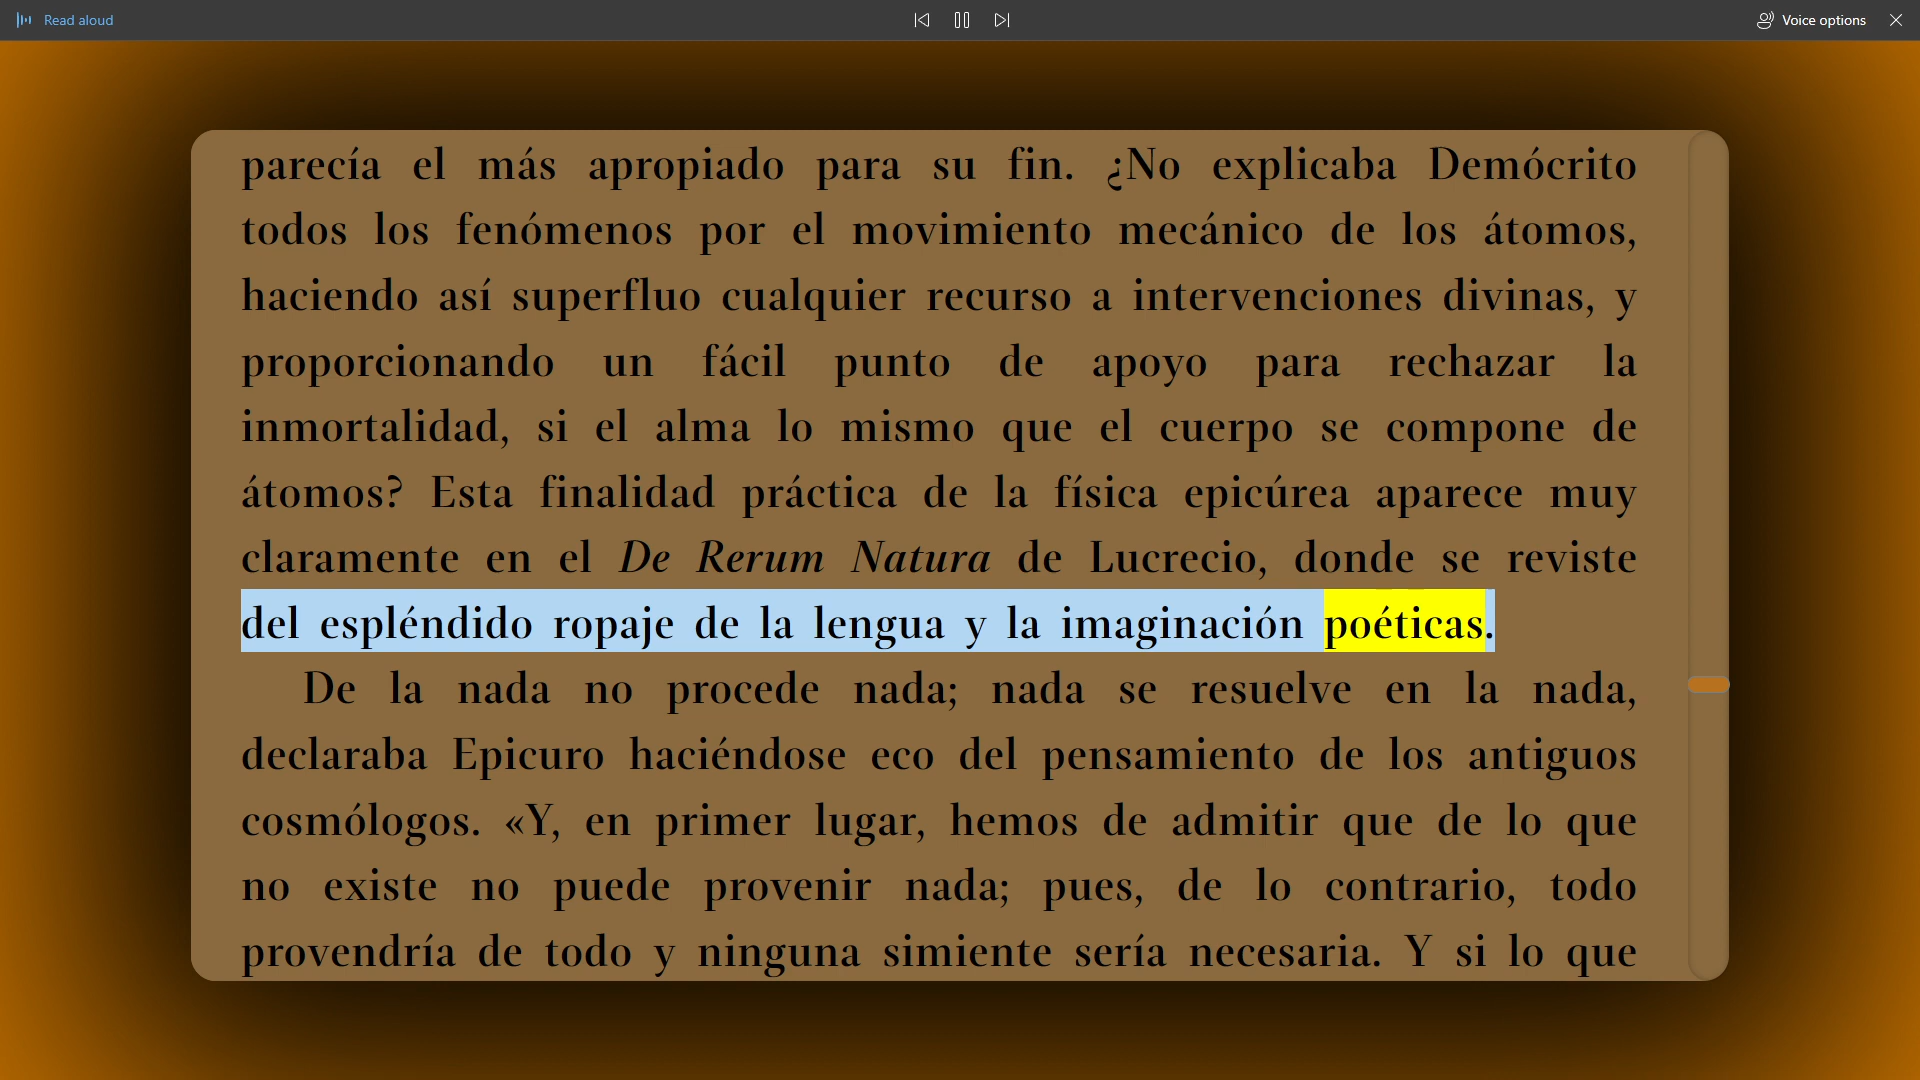 Read aloud
Voice options
parecía el más apropiado para su fin. ¿No explicaba Demócrito
todos los fenómenos por el movimiento mecánico de los átomos,
haciendo así superfluo cualquier recurso a intervenciones divinas, y
proporcionando un fácil punto de apoyo para rechazar la
inmortalidad, si el alma lo mismo que el cuerpo se compone de
átomos? Esta finalidad práctica de la física epicúrea aparece muy
claramente en el De Rerum Natura de Lucrecio, donde se reviste
del espléndido ropaje de la lengua y la imaginación poéticas.
De la nada no procede nada; nada se resuelve en la nada,
declaraba Epicuro haciéndose eco del pensamiento de los antiguos
cosmólogos. «Y, en primer lugar, hemos de admitir que de lo que
no existe no puede provenir nada; pues, de lo contrario, todo
provendría de todo y ninguna simiente sería necesaria. Y si lo que